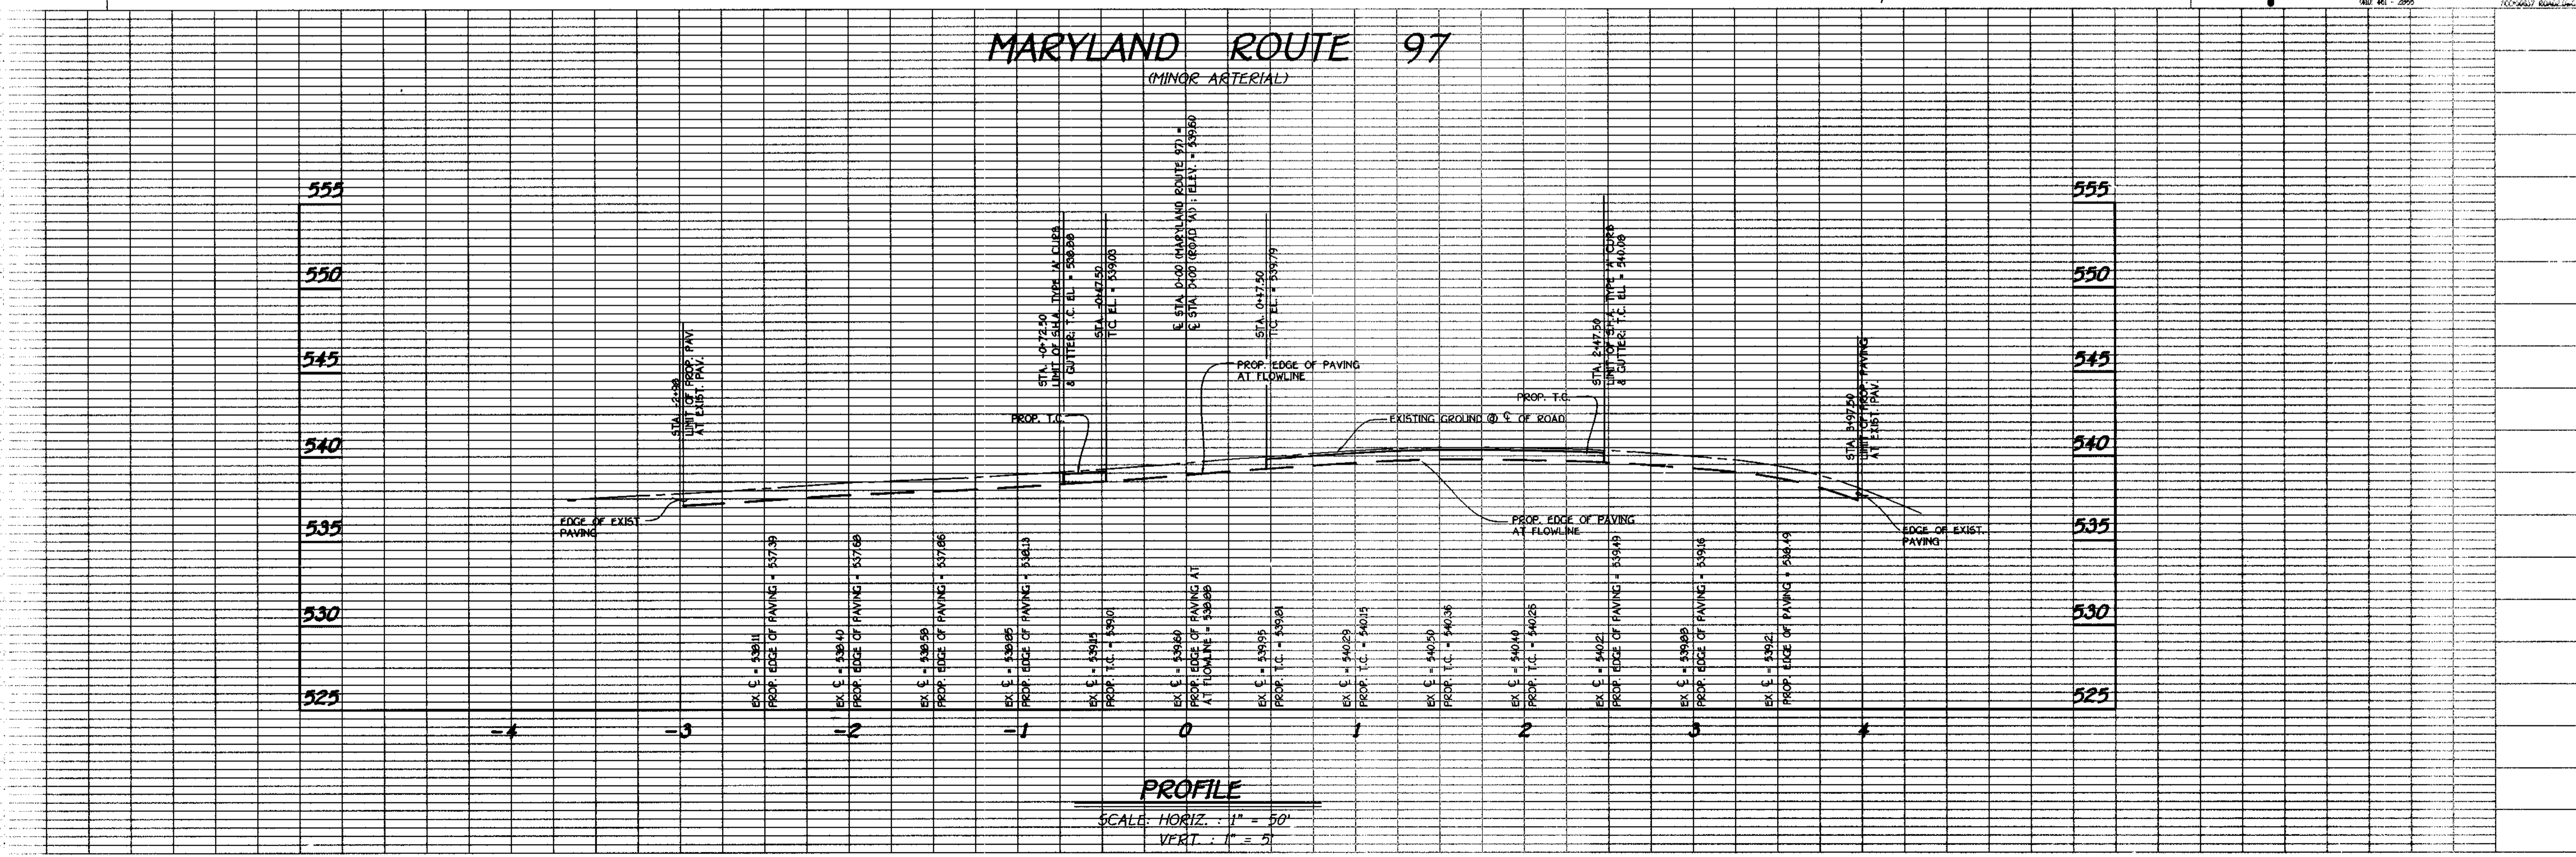 MARYLAND ROUTE 97
(MINOR ARTERIAL)
555
555
550
550
545
545
540
540
535
535
530
530
525
525
STA. -2+98
LIMIT OF PROP. PAV.
AT EXIST. PAV.
STA. -0+72.50
LIMIT OF S.H.A. TYPE 'A' CURB
& GUTTER; T.C. EL. = 538.88
STA. -0+47.50
T.C. EL. = 539.03
℄ STA. 0+00 (MARYLAND ROUTE 97) =
℄ STA. 0+00 (ROAD 'A') ; ELEV. = 539.60
STA. 0+47.50
T.C. EL. = 539.79
STA. 2+47.50
LIMIT OF S.H.A. TYPE 'A' CURB
& GUTTER; T.C. EL. = 540.08
STA. 3+97.50
LIMIT OF PROP. PAVING
AT EXIST. PAV.
PROP. T.C.
PROP. EDGE OF PAVING
AT FLOWLINE
EXISTING GROUND @ ℄ OF ROAD
PROP. T.C.
EDGE OF EXIST.
PAVING
PROP. EDGE OF PAVING
AT FLOWLINE
EDGE OF EXIST.
PAVING
EX ℄ = 538.11
PROP. EDGE OF PAVING = 537.39
EX ℄ = 538.40
PROP. EDGE OF PAVING = 537.68
EX ℄ = 538.58
PROP. EDGE OF PAVING = 537.86
EX ℄ = 538.85
PROP. EDGE OF PAVING = 538.13
EX ℄ = 539.15
PROP. T.C. = 539.01
EX ℄ = 539.60
PROP. EDGE OF PAVING AT
AT FLOWLINE = 538.88
EX ℄ = 539.95
PROP. T.C. = 539.81
EX ℄ = 540.29
PROP. T.C. = 540.15
EX ℄ = 540.50
PROP. T.C. = 540.36
EX ℄ = 540.40
PROP. T.C. = 540.26
EX ℄ = 540.21
PROP. EDGE OF PAVING = 539.49
EX ℄ = 539.88
PROP. EDGE OF PAVING = 539.16
EX ℄ = 539.21
PROP. EDGE OF PAVING = 538.49
-4 -3 -2 -1 0 1 2 3 4
PROFILE
SCALE: HORIZ. : 1" = 50'
VERT. : 1" = 5'